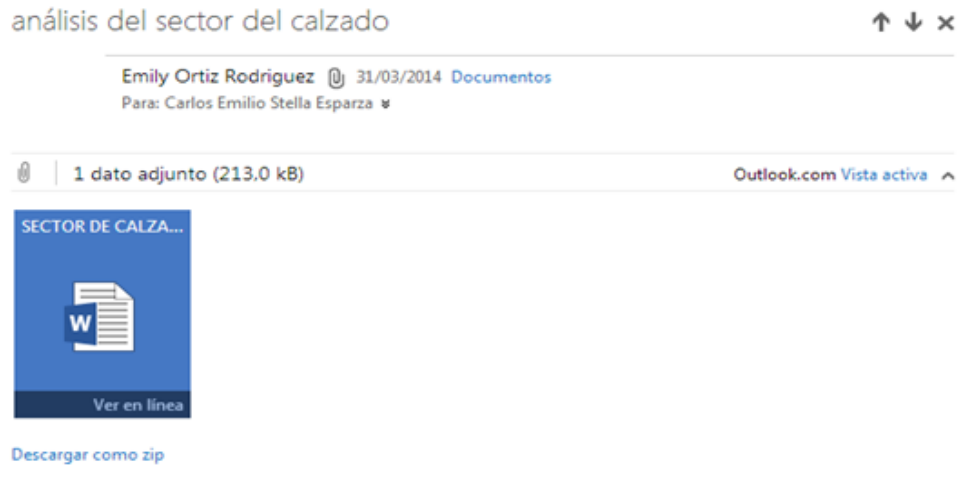 análisis del sector del calzado
Emily Ortiz Rodriguez 31/03/2014 Documentos
Para: Carlos Emilio Stella Esparza
1 dato adjunto (213,0 kB) Outlook.com Vista activa
SECTOR DE CALZA...
W
Ver en línea
Descargar como zip